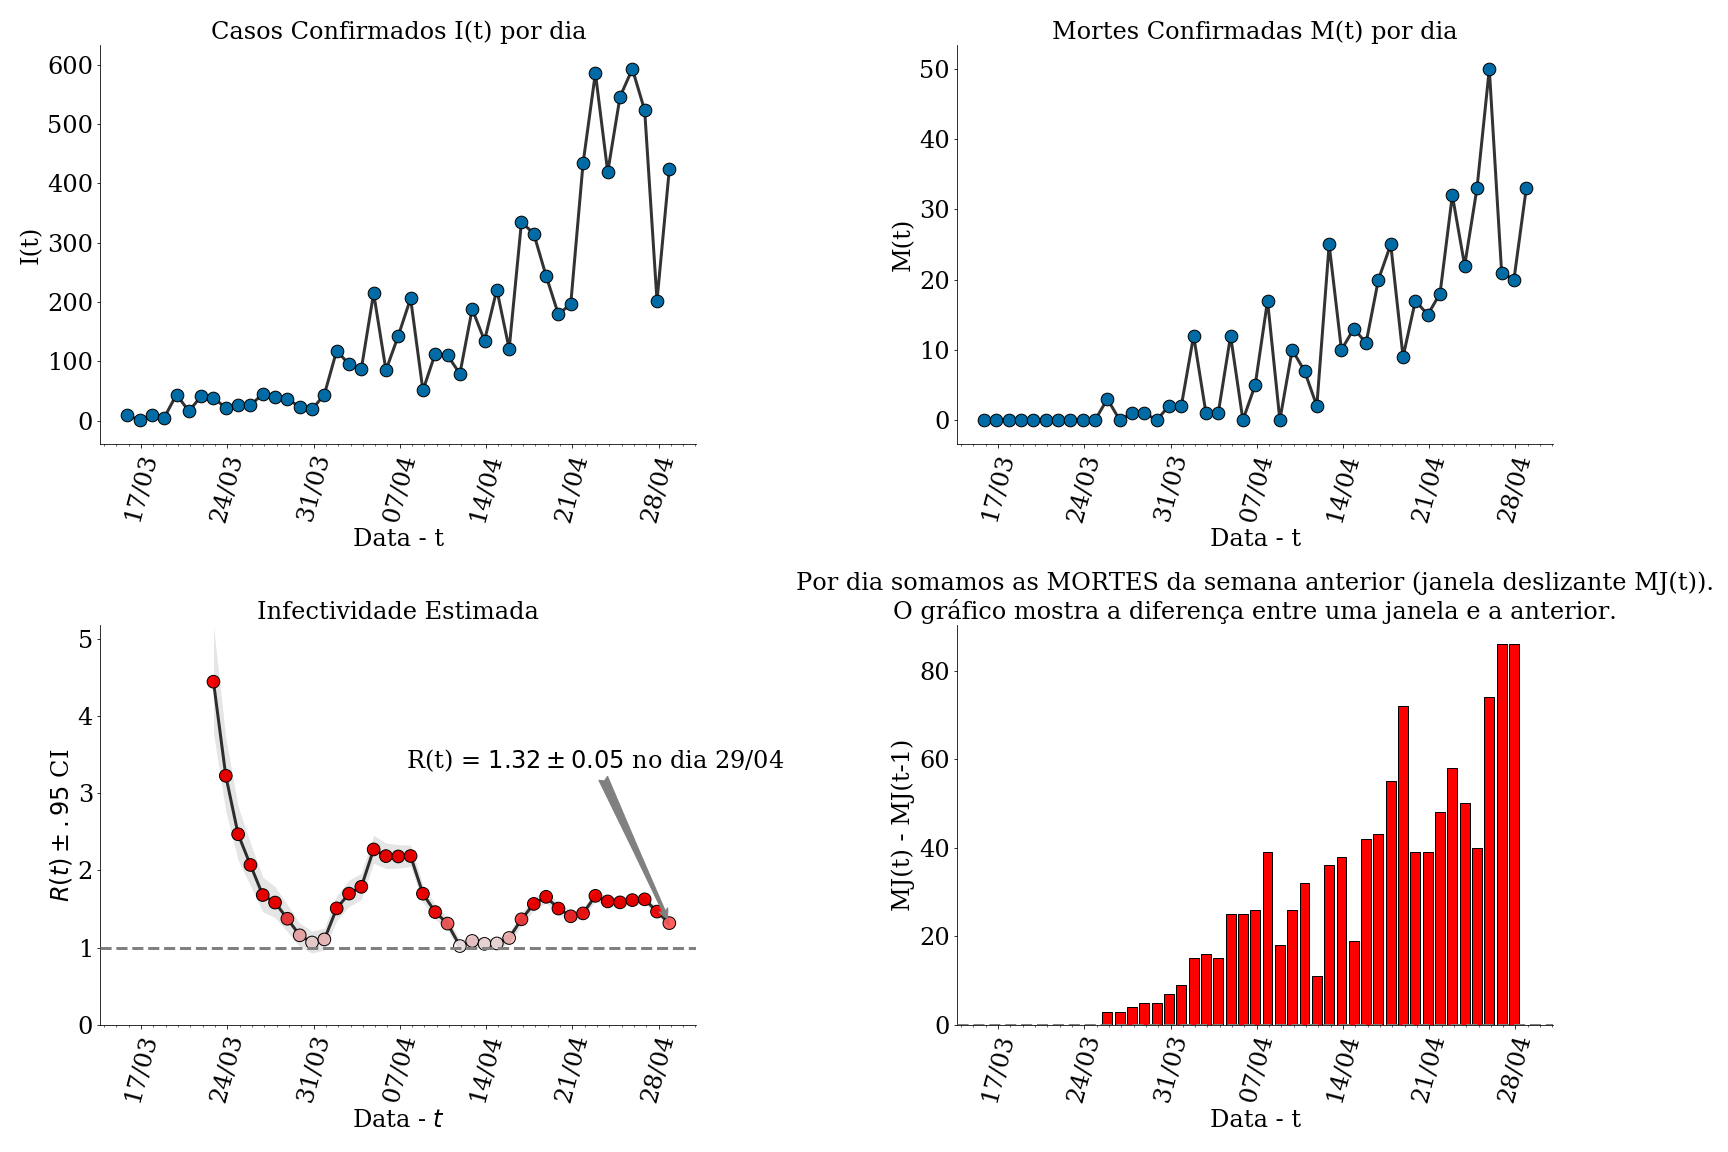 Casos Confirmados I(t) por dia
I(t)
600
500
400
300
200
100
0
17/03 24/03 31/03 07/04 14/04 21/04 28/04
Data - t
Mortes Confirmadas M(t) por dia
M(t)
50
40
30
20
10
0
17/03 24/03 31/03 07/04 14/04 21/04 28/04
Data - t
Infectividade Estimada
R(t) ± .95 CI
5
4
3
2
1
0
R(t) = 1.32 ± 0.05 no dia 29/04
17/03 24/03 31/03 07/04 14/04 21/04 28/04
Data - t
Por dia somamos as MORTES da semana anterior (janela deslizante MJ(t)).
O gráfico mostra a diferença entre uma janela e a anterior.
MJ(t) - MJ(t-1)
80
60
40
20
0
17/03 24/03 31/03 07/04 14/04 21/04 28/04
Data - t